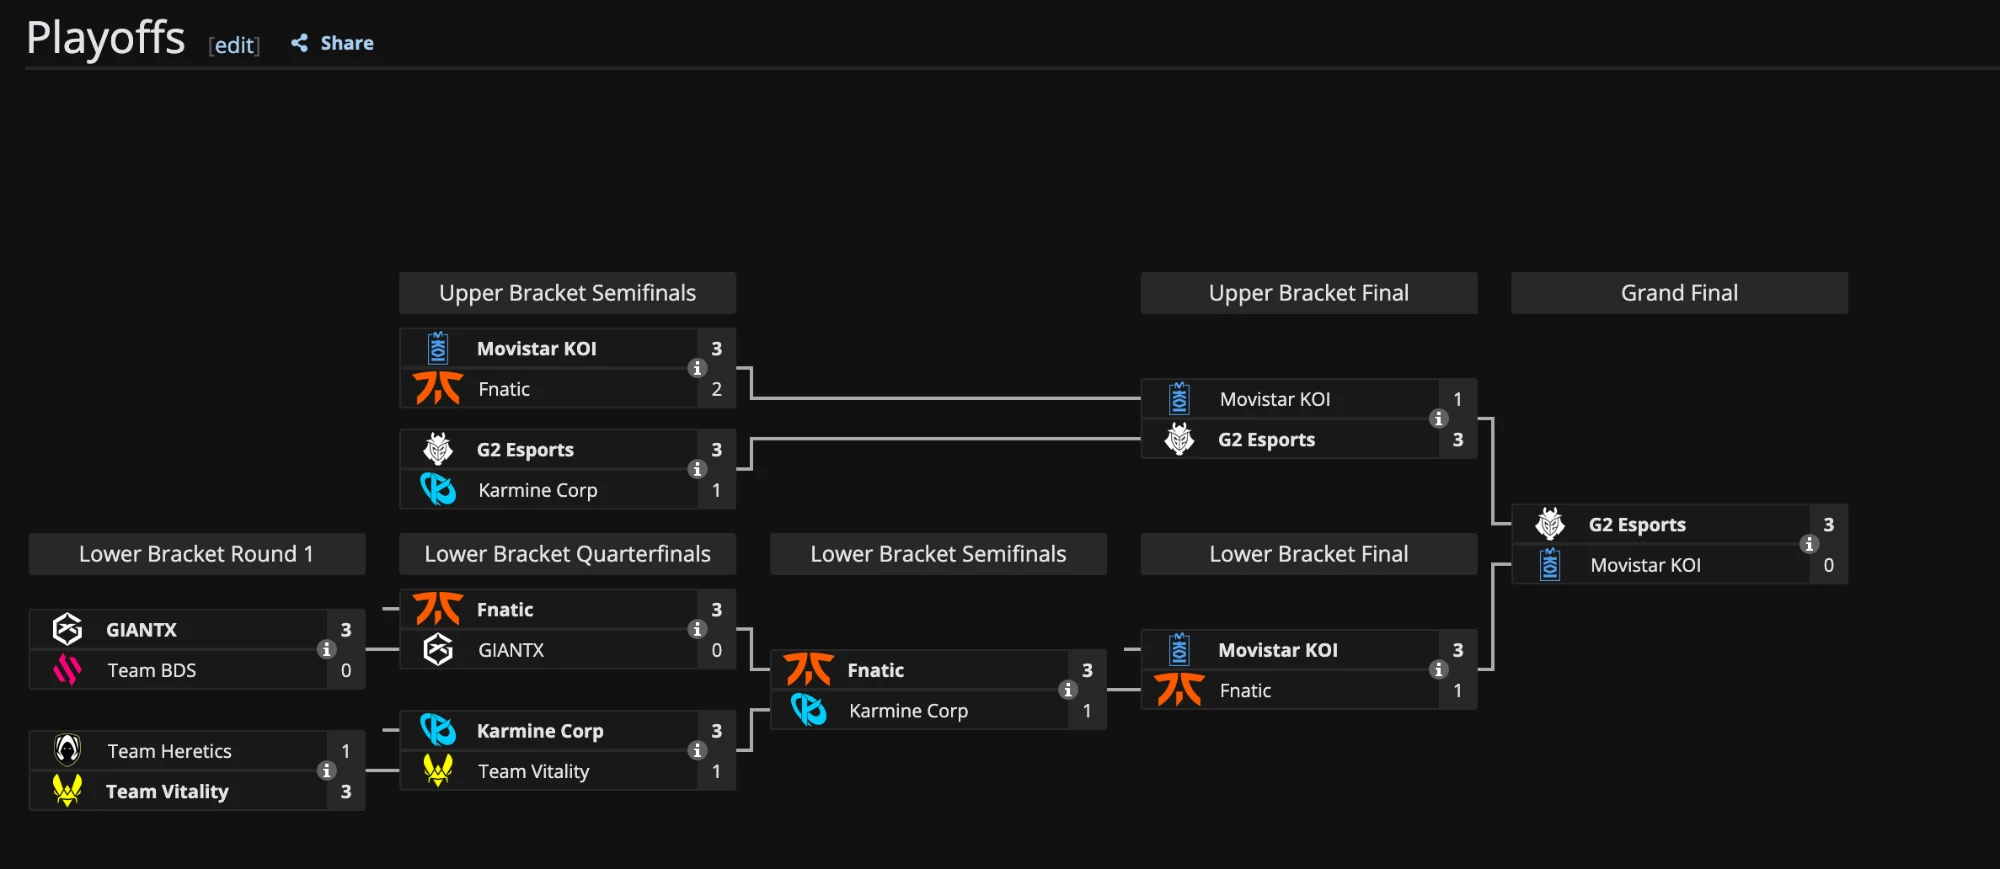 Playoffs [edit] Share
Upper Bracket Semifinals
Movistar KOI 3
Fnatic 2
G2 Esports 3
Karmine Corp 1
Upper Bracket Final
Movistar KOI 1
G2 Esports 3
Grand Final
G2 Esports 3
Movistar KOI 0
Lower Bracket Round 1
GIANTX 3
Team BDS 0
Team Heretics 1
Team Vitality 3
Lower Bracket Quarterfinals
Fnatic 3
GIANTX 0
Karmine Corp 3
Team Vitality 1
Lower Bracket Semifinals
Fnatic 3
Karmine Corp 1
Lower Bracket Final
Movistar KOI 3
Fnatic 1